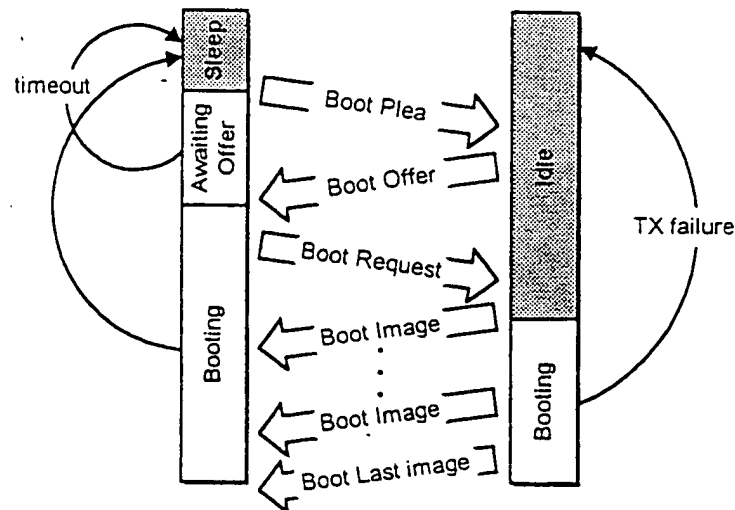 Sleep
timeout
Boot Plea
Awaiting
Offer
Idle
Boot Offer
TX failure
Boot Request
Booting
Boot Image
Boot Image
Booting
Boot Last image